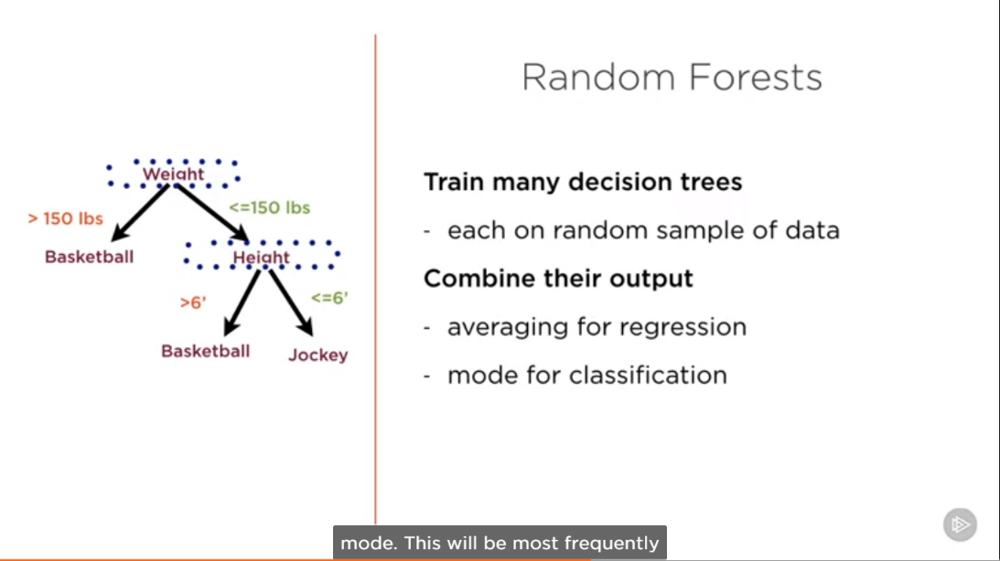 Random Forests
Weight
> 150 lbs
<=150 lbs
Basketball
Height
>6'
<=6'
Basketball
Jockey
Train many decision trees
- each on random sample of data
Combine their output
- averaging for regression
- mode for classification
mode. This will be most frequently